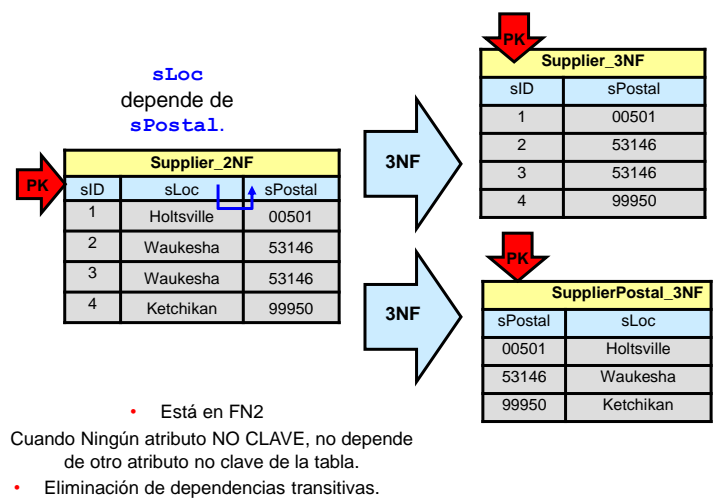 sLoc
depende de
sPostal.
PK
Supplier_2NF
sID sLoc sPostal
1 Holtsville 00501
2 Waukesha 53146
3 Waukesha 53146
4 Ketchikan 99950
3NF
3NF
PK
Supplier_3NF
sID sPostal
1 00501
2 53146
3 53146
4 99950
PK
SupplierPostal_3NF
sPostal sLoc
00501 Holtsville
53146 Waukesha
99950 Ketchikan
• Está en FN2
Cuando Ningún atributo NO CLAVE, no depende
de otro atributo no clave de la tabla.
• Eliminación de dependencias transitivas.